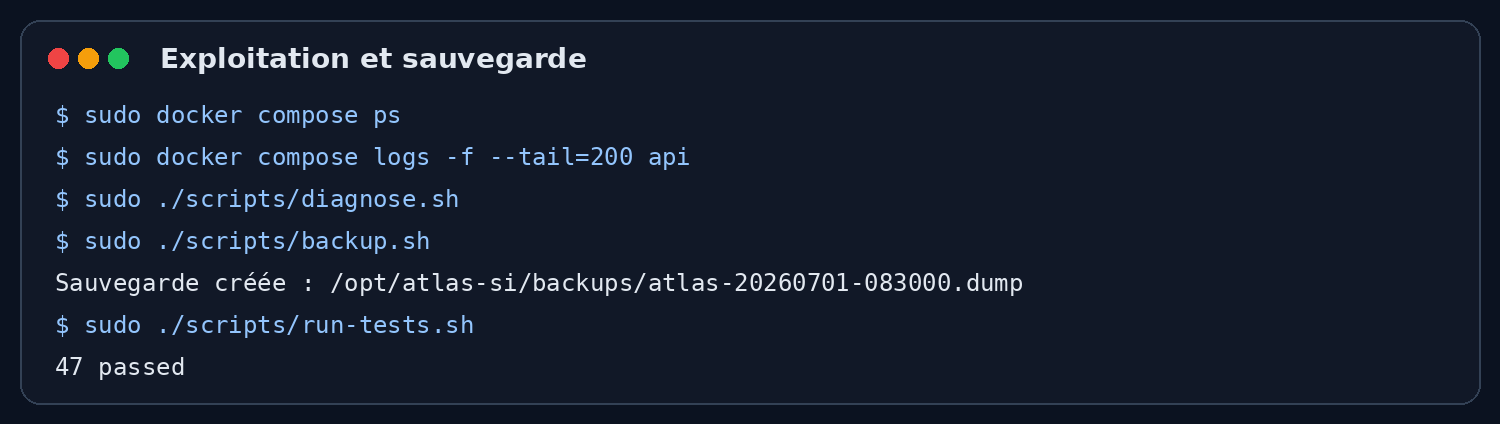 Exploitation et sauvegarde
$ sudo docker compose ps
$ sudo docker compose logs -f --tail=200 api
$ sudo ./scripts/diagnose.sh
$ sudo ./scripts/backup.sh
Sauvegarde créée : /opt/atlas-si/backups/atlas-20260701-083000.dump
$ sudo ./scripts/run-tests.sh
47 passed